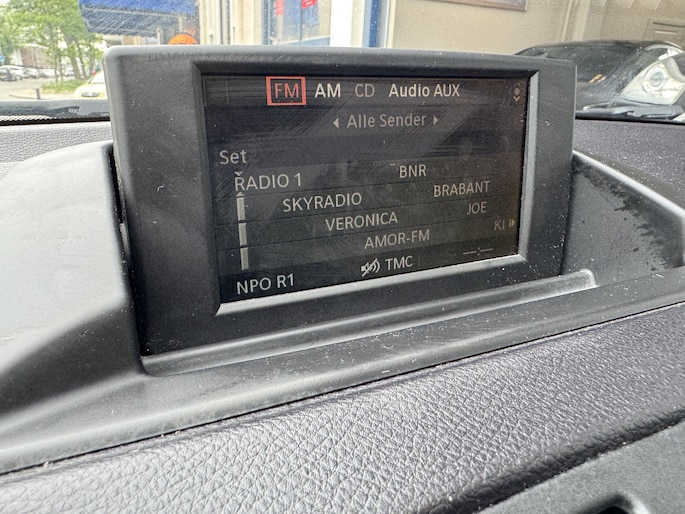 FM AM CD Audio AUX
Alle Sender
Set
RADIO 1 BNR
SKYRADIO BRABANT
VERONICA JOE
AMOR-FM KI
NPO R1 TMC --:--